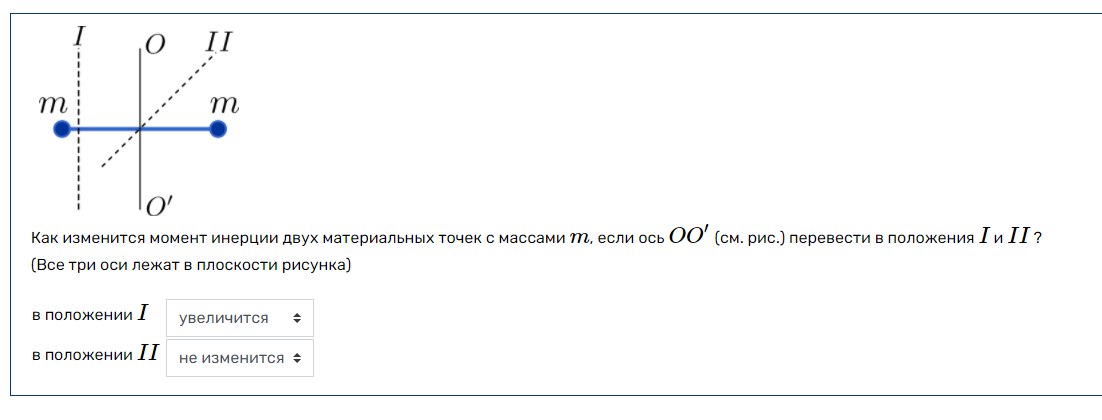 I O II
m m
O′
Как изменится момент инерции двух материальных точек с массами m, если ось OO′ (см. рис.) перевести в положения I и II ?
(Все три оси лежат в плоскости рисунка)
в положении I увеличится
в положении II не изменится